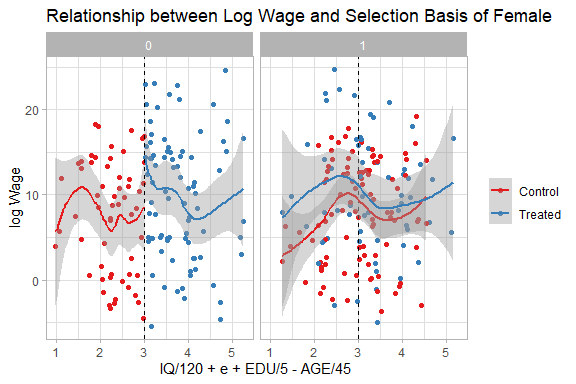 Relationship between Log Wage and Selection Basis of Female
0 1
log Wage
20
10
0
1 2 3 4 5 1 2 3 4 5
IQ/120 + e + EDU/5 - AGE/45
Control
Treated